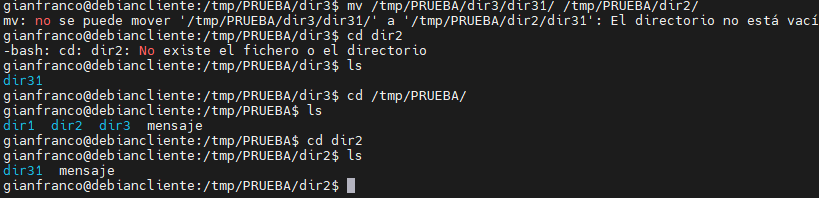 gianfranco@debiancliente:/tmp/PRUEBA/dir3$ mv /tmp/PRUEBA/dir3/dir31/ /tmp/PRUEBA/dir2/
mv: no se puede mover '/tmp/PRUEBA/dir3/dir31/' a '/tmp/PRUEBA/dir2/dir31': El directorio no está vací
gianfranco@debiancliente:/tmp/PRUEBA/dir3$ cd dir2
-bash: cd: dir2: No existe el fichero o el directorio
gianfranco@debiancliente:/tmp/PRUEBA/dir3$ ls
dir31
gianfranco@debiancliente:/tmp/PRUEBA/dir3$ cd /tmp/PRUEBA/
gianfranco@debiancliente:/tmp/PRUEBA$ ls
dir1  dir2  dir3  mensaje
gianfranco@debiancliente:/tmp/PRUEBA$ cd dir2
gianfranco@debiancliente:/tmp/PRUEBA/dir2$ ls
dir31  mensaje
gianfranco@debiancliente:/tmp/PRUEBA/dir2$